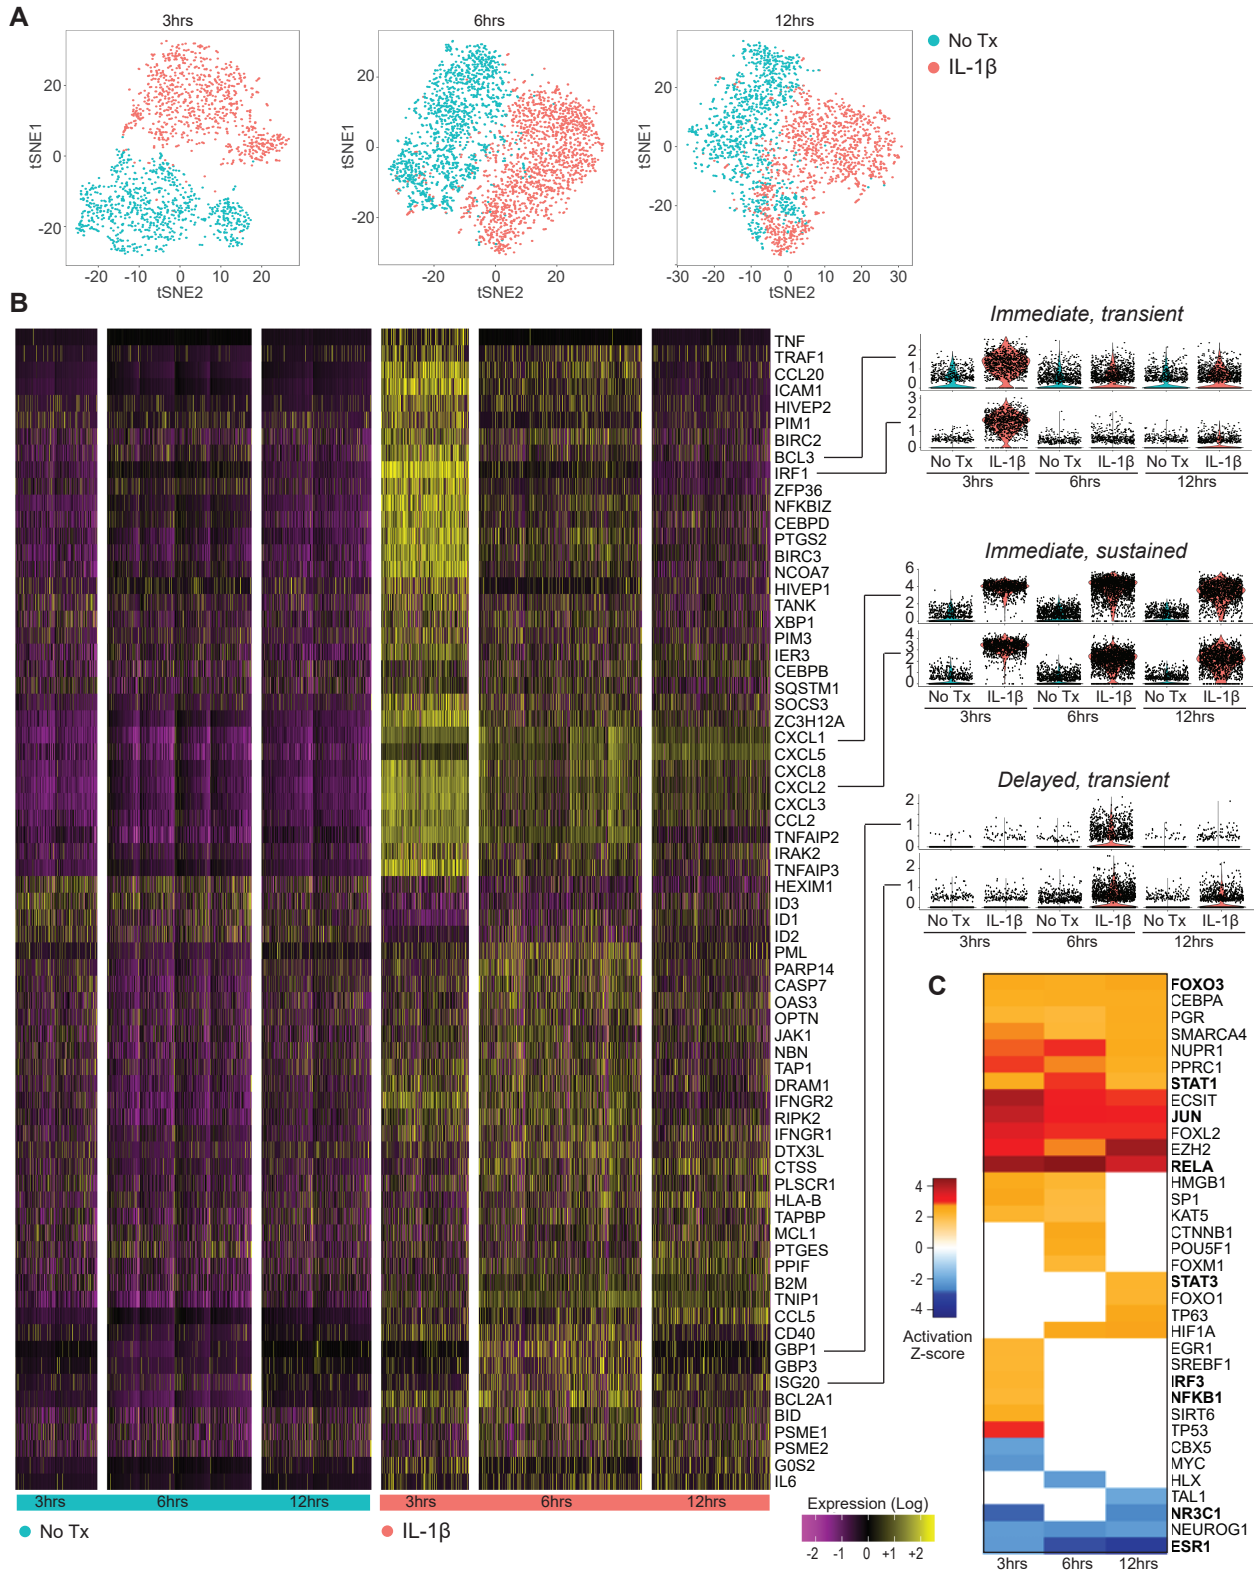 A
3hrs
6hrs
12hrs
No Tx
IL-1β
tSNE1
20
0
-20
-20
0
20
tSNE2
tSNE1
20
0
-20
-20
0
20
tSNE2
tSNE1
20
0
-20
-30
-20
-10
0
10
20
30
tSNE2
B
TNF
TRAF1
CCL20
ICAM1
HIVEP2
PIM1
BIRC2
BCL3
IRF1
ZFP36
NFKBIZ
CEBPD
PTGS2
BIRC3
NCOA7
HIVEP1
TANK
XBP1
PIM3
IER3
CEBPB
SQSTM1
SOCS3
ZC3H12A
CXCL1
CXCL5
CXCL8
CXCL2
CXCL3
CCL2
TNFAIP2
IRAK2
TNFAIP3
HEXIM1
ID3
ID1
ID2
PML
PARP14
CASP7
OAS3
OPTN
JAK1
NBN
TAP1
DRAM1
IFNGR2
RIPK2
IFNGR1
DTX3L
CTSS
PLSCR1
HLA-B
TAPBP
MCL1
PTGES
PPIF
B2M
TNIP1
CCL5
CD40
GBP1
GBP3
ISG20
BCL2A1
BID
PSME1
PSME2
G0S2
IL6
3hrs
6hrs
12hrs
3hrs
6hrs
12hrs
No Tx
IL-1β
Expression (Log)
-2
-1
0
+1
+2
Immediate, transient
2
1
0
3
2
1
0
No Tx
IL-1β
No Tx
IL-1β
No Tx
IL-1β
3hrs
6hrs
12hrs
Immediate, sustained
6
4
2
0
4
3
2
1
0
No Tx
IL-1β
No Tx
IL-1β
No Tx
IL-1β
3hrs
6hrs
12hrs
Delayed, transient
2
1
0
2
1
0
No Tx
IL-1β
No Tx
IL-1β
No Tx
IL-1β
3hrs
6hrs
12hrs
C
FOXO3
CEBPA
PGR
SMARCA4
NUPR1
PPRC1
STAT1
ECSIT
JUN
FOXL2
EZH2
RELA
HMGB1
SP1
KAT5
CTNNB1
POU5F1
FOXM1
STAT3
FOXO1
TP63
HIF1A
EGR1
SREBF1
IRF3
NFKB1
SIRT6
TP53
CBX5
MYC
HLX
TAL1
NR3C1
NEUROG1
ESR1
3hrs
6hrs
12hrs
4
2
0
-2
-4
Activation
Z-score